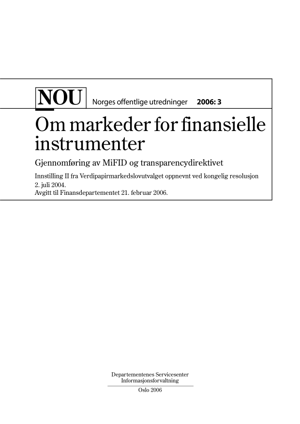 NOU Norges offentlige utredninger 2006: 3
Om markeder for finansielle
instrumenter
Gjennomføring av MiFID og transparencydirektivet
Innstilling II fra Verdipapirmarkedslovutvalget oppnevnt ved kongelig resolusjon
2. juli 2004.
Avgitt til Finansdepartementet 21. februar 2006.
Departementenes Servicesenter
Informasjonsforvaltning
Oslo 2006